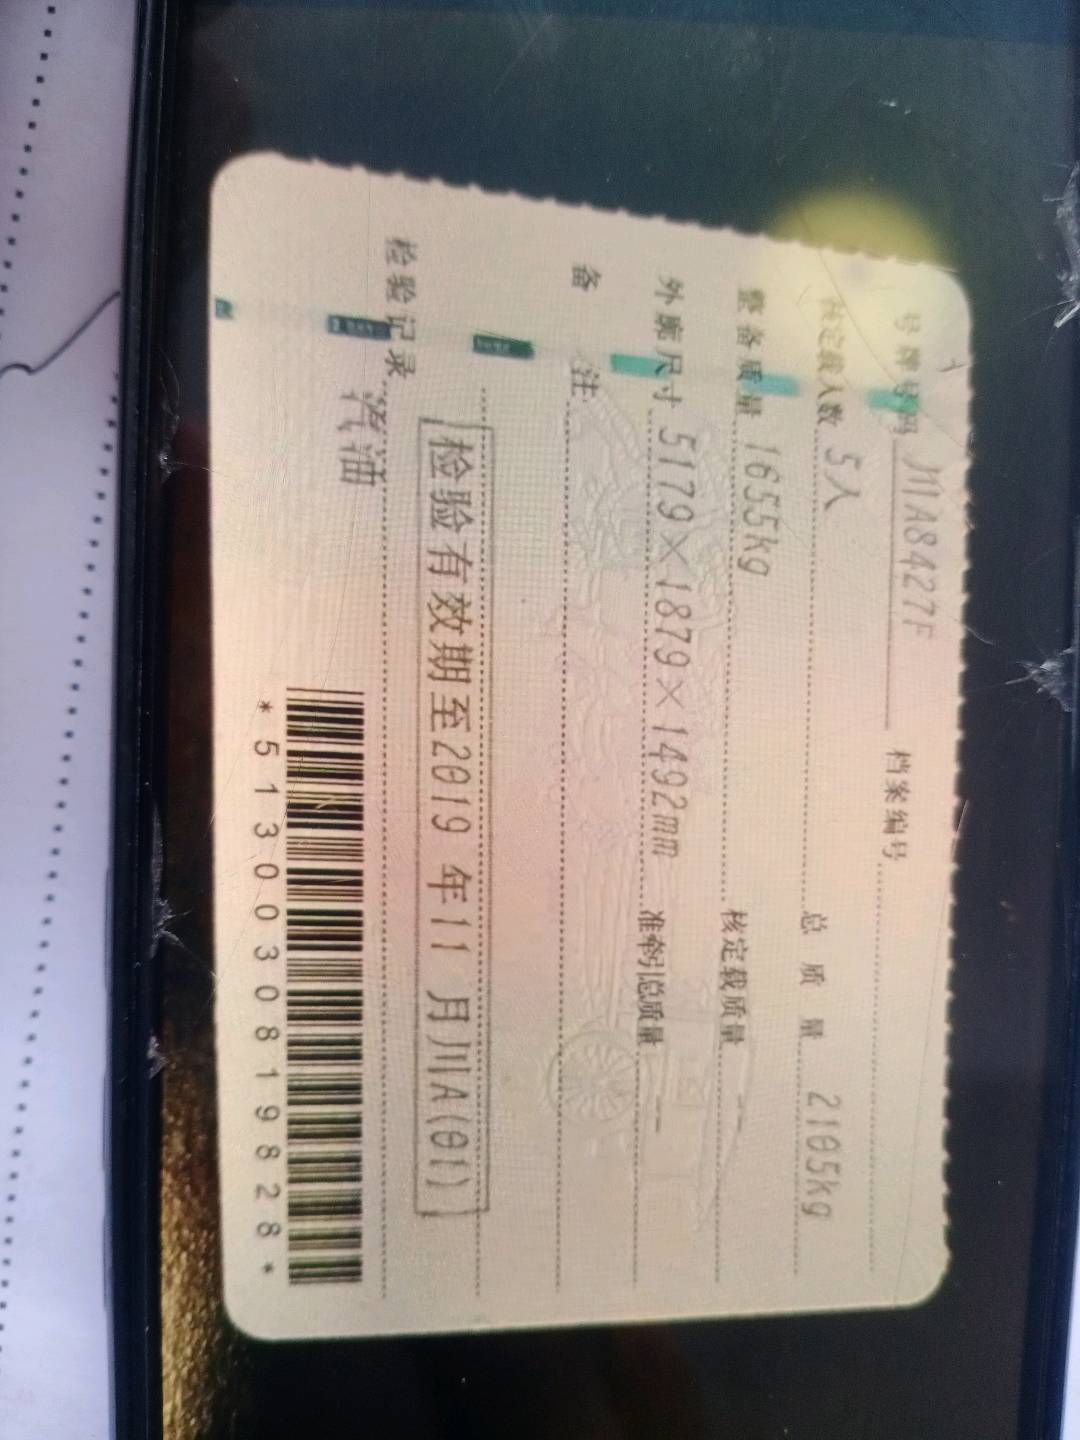 号牌号码 川A8427F 档案编号
核定载人数 5人 总质量 2105kg
整备质量 1655kg 核定载质量 --
外廓尺寸 5179×1879×1492mm 准牵引总质量 --
备注
检验有效期至2019年11月川A(01)
检验记录
汽油
*5130030819828*